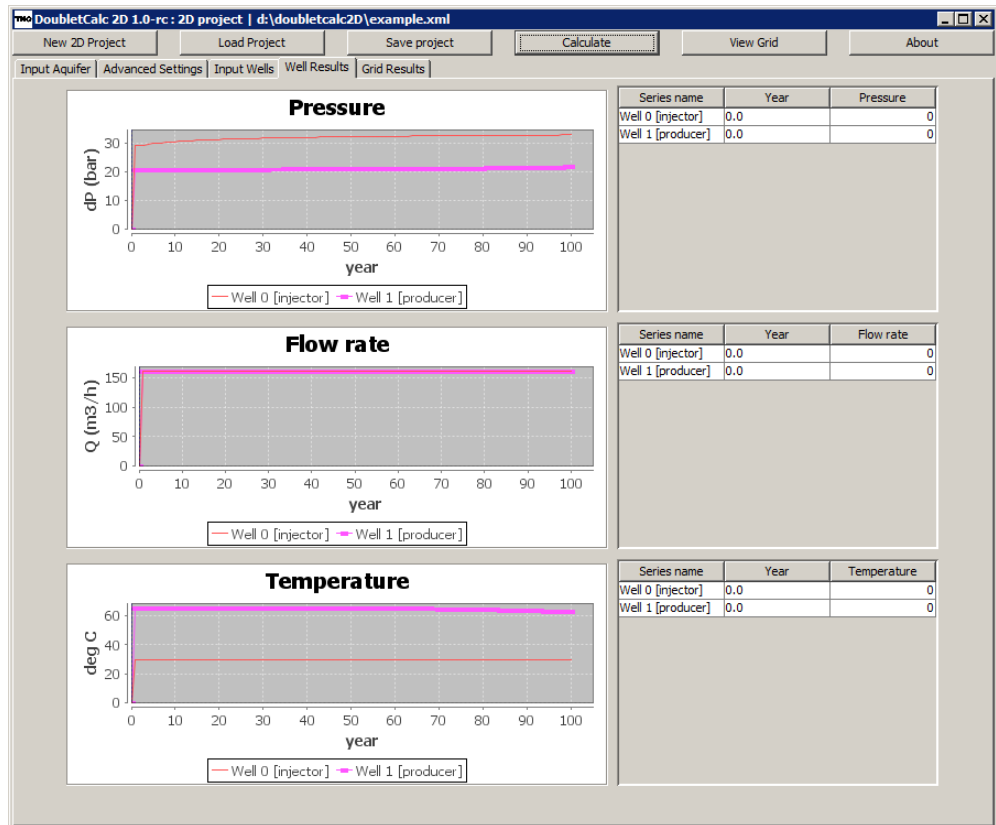 TNO DoubletCalc 2D 1.0-rc : 2D project | d:\doubletcalc2D\example.xml
New 2D Project Load Project Save project Calculate View Grid About
Input Aquifer Advanced Settings Input Wells Well Results Grid Results
Pressure
dP (bar)
30
20
10
0
0 10 20 30 40 50 60 70 80 90 100
year
Well 0 [injector] Well 1 [producer]
Series name Year Pressure
Well 0 [injector] 0.0 0
Well 1 [producer] 0.0 0
Flow rate
Q (m3/h)
150
100
50
0
0 10 20 30 40 50 60 70 80 90 100
year
Well 0 [injector] Well 1 [producer]
Series name Year Flow rate
Well 0 [injector] 0.0 0
Well 1 [producer] 0.0 0
Temperature
deg C
60
40
20
0
0 10 20 30 40 50 60 70 80 90 100
year
Well 0 [injector] Well 1 [producer]
Series name Year Temperature
Well 0 [injector] 0.0 0
Well 1 [producer] 0.0 0